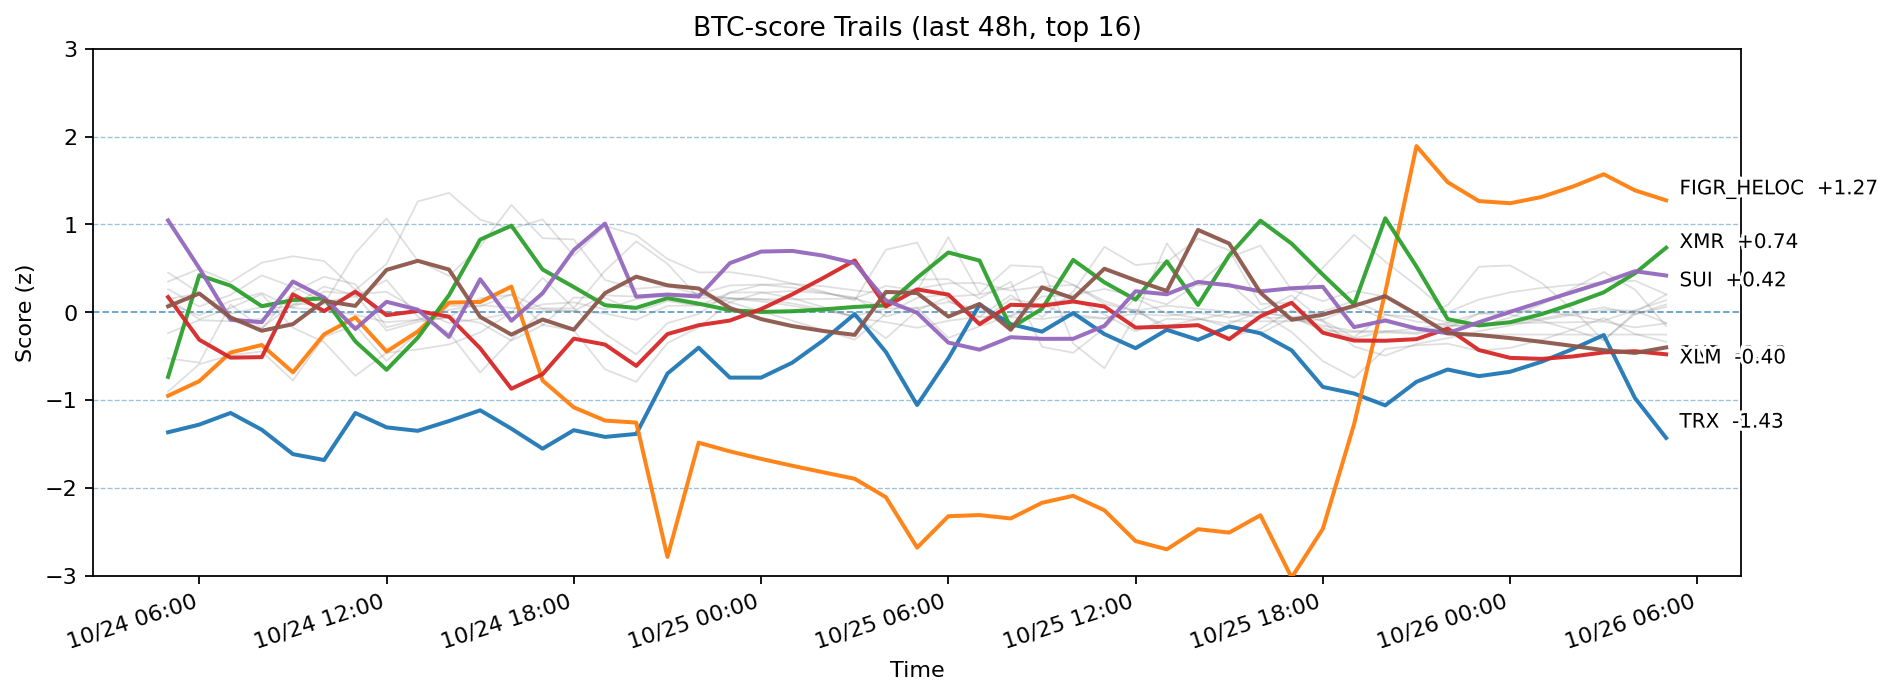 BTC-score Trails (last 48h, top 16)
Score (z)
3
2
1
0
−1
−2
−3
FIGR_HELOC +1.27
XMR +0.74
SUI +0.42
XLM -0.40
TRX -1.43
10/24 06:00
10/24 12:00
10/24 18:00
10/25 00:00
10/25 06:00
10/25 12:00
10/25 18:00
10/26 00:00
10/26 06:00
Time